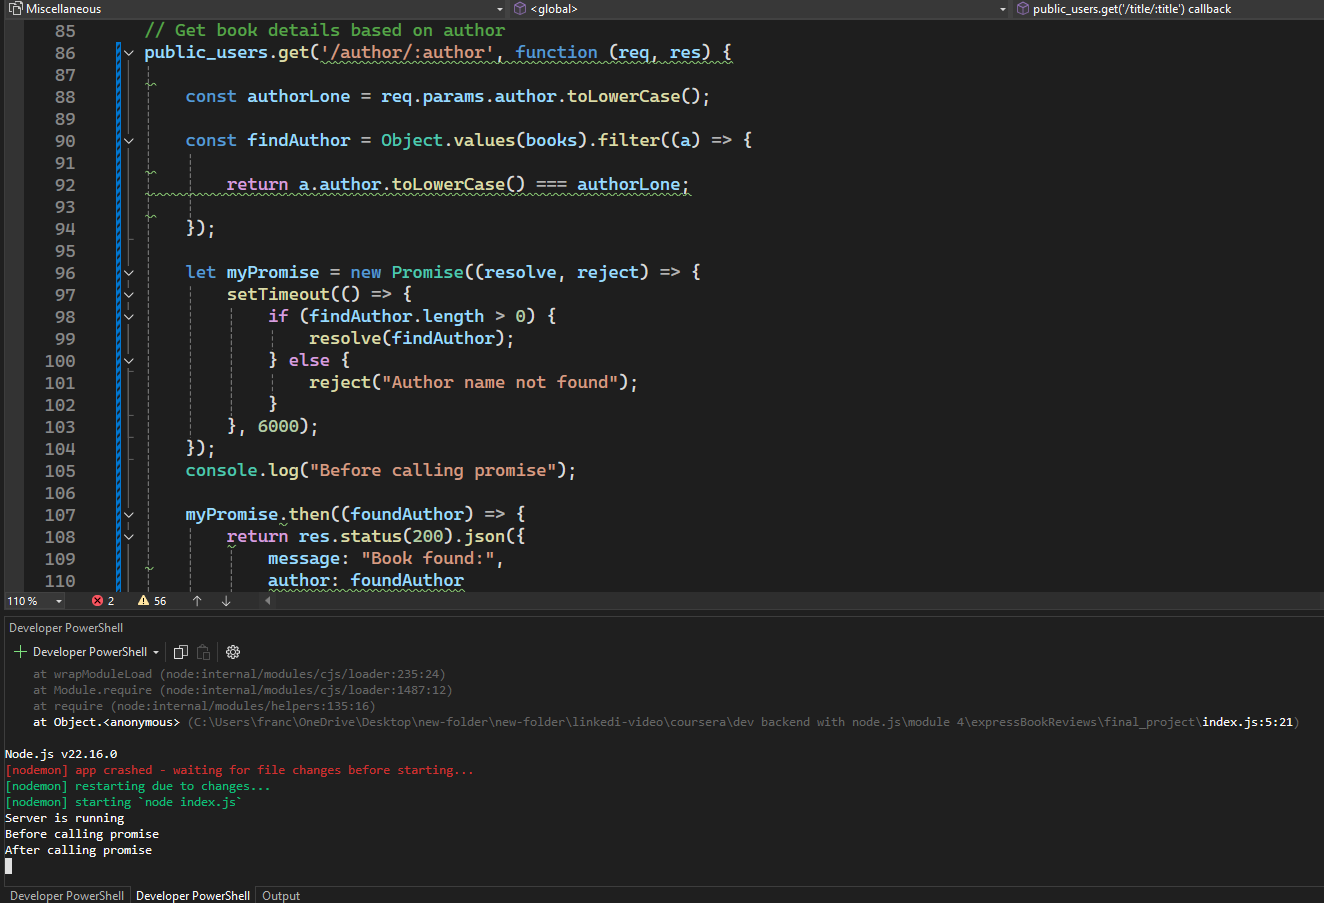 Miscellaneous <global> public_users.get('/title/:title') callback
85 // Get book details based on author
86 public_users.get('/author/:author', function (req, res) {
87
88 const authorLone = req.params.author.toLowerCase();
89
90 const findAuthor = Object.values(books).filter((a) => {
91
92 return a.author.toLowerCase() === authorLone;
93
94 });
95
96 let myPromise = new Promise((resolve, reject) => {
97 setTimeout(() => {
98 if (findAuthor.length > 0) {
99 resolve(findAuthor);
100 } else {
101 reject("Author name not found");
102 }
103 }, 6000);
104 });
105 console.log("Before calling promise");
106
107 myPromise.then((foundAuthor) => {
108 return res.status(200).json({
109 message: "Book found:",
110 author: foundAuthor
110 % 2 56
Developer PowerShell
Developer PowerShell
at wrapModuleLoad (node:internal/modules/cjs/loader:235:24)
at Module.require (node:internal/modules/cjs/loader:1487:12)
at require (node:internal/modules/helpers:135:16)
at Object.<anonymous> (C:\Users\franc\OneDrive\Desktop\new-folder\new-folder\linkedi-video\coursera\dev backend with node.js\module 4\expressBookReviews\final_project\index.js:5:21)
Node.js v22.16.0
[nodemon] app crashed - waiting for file changes before starting...
[nodemon] restarting due to changes...
[nodemon] starting `node index.js`
Server is running
Before calling promise
After calling promise
Developer PowerShell Developer PowerShell Output